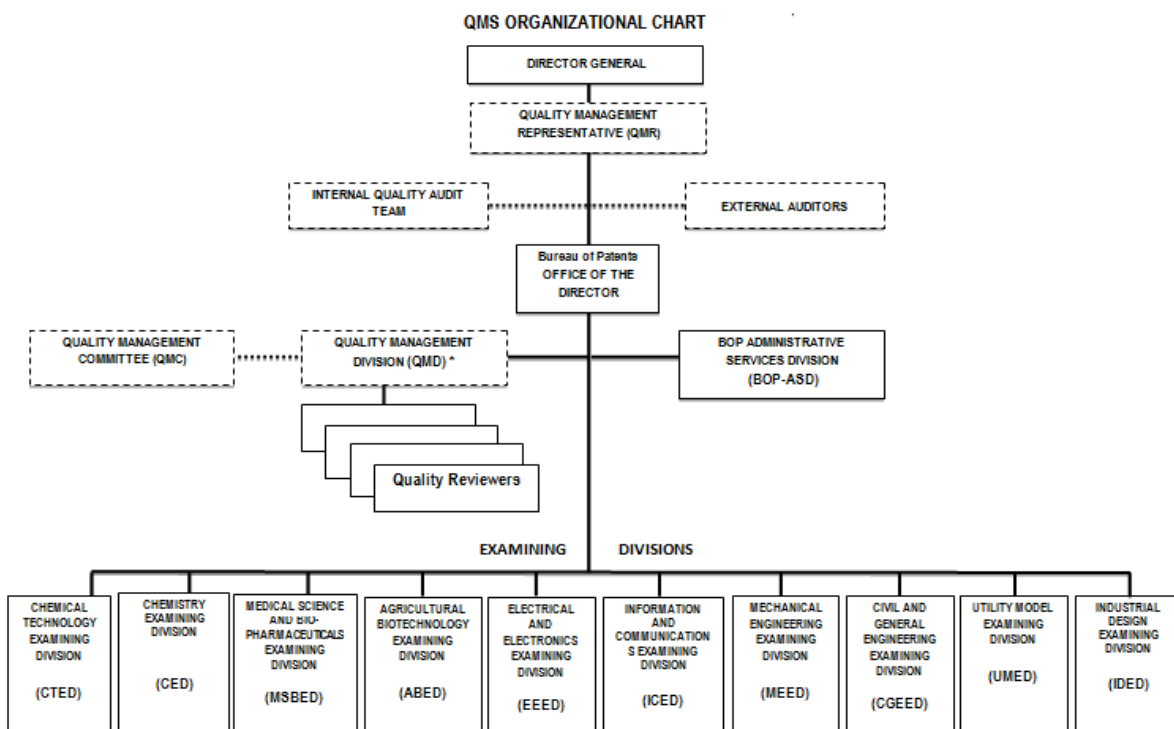 QMS ORGANIZATIONAL CHART
DIRECTOR GENERAL
QUALITY MANAGEMENT
REPRESENTATIVE (QMR)
INTERNAL QUALITY AUDIT
TEAM
EXTERNAL AUDITORS
Bureau of Patents
OFFICE OF THE
DIRECTOR
QUALITY MANAGEMENT
COMMITTEE (QMC)
QUALITY MANAGEMENT
DIVISION (QMD) *
BOP ADMINISTRATIVE
SERVICES DIVISION
(BOP-ASD)
Quality Reviewers
EXAMINING DIVISIONS
CHEMICAL
TECHNOLOGY
EXAMINING
DIVISION
(CTED)
CHEMISTRY
EXAMINING
DIVISION
(CED)
MEDICAL SCIENCE
AND BIO-
PHARMACEUTICALS
EXAMINING
DIVISION
(MSBED)
AGRICULTURAL
BIOTECHNOLOGY
EXAMINING
DIVISION
(ABED)
ELECTRICAL
AND
ELECTRONICS
EXAMINING
DIVISION
(EEED)
INFORMATION
AND
COMMUNICATION
S EXAMINING
DIVISION
(ICED)
MECHANICAL
ENGINEERING
EXAMINING
DIVISION
(MEED)
CIVIL AND
GENERAL
ENGINEERING
EXAMINING
DIVISION
(CGEED)
UTILITY MODEL
EXAMINING
DIVISION
(UMED)
INDUSTRIAL
DESIGN
EXAMINING
DIVISION
(IDED)